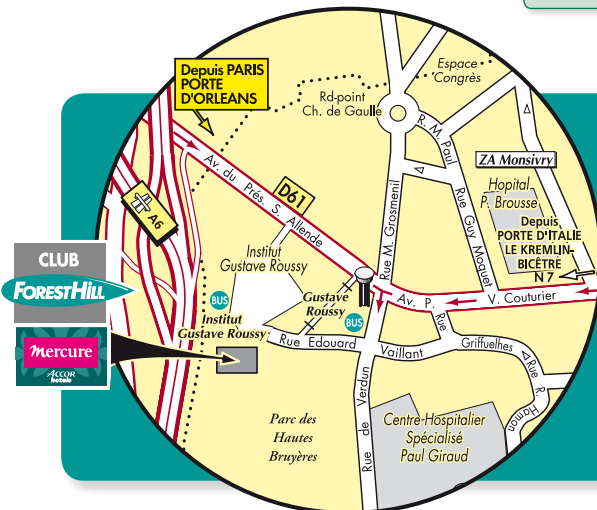 Depuis PARIS
PORTE
D'ORLEANS
Espace
Congrès
Rd-point
Ch. de Gaulle
R. M. Paul
ZA Monsivry
Hopital
P. Brousse
Depuis
PORTE D'ITALIE
LE KREMLIN-
BICÊTRE
N 7
Av. du Prés. S. Allende
D61
Rue M. Grosmenil
Rue Guy Moquet
A6
Institut
Gustave Roussy
CLUB
FORESTHILL
BUS
Institut
Gustave Roussy
Gustave
Roussy
BUS
Av. P. V. Couturier
Rue Edouard Vaillant
Rue
Griffuelhes
Rue R. Hamon
Mercure
ACCOR
hotels
Rue de Verdun
Parc des
Hautes
Bruyères
Centre-Hospitalier
Spécialisé
Paul Giraud